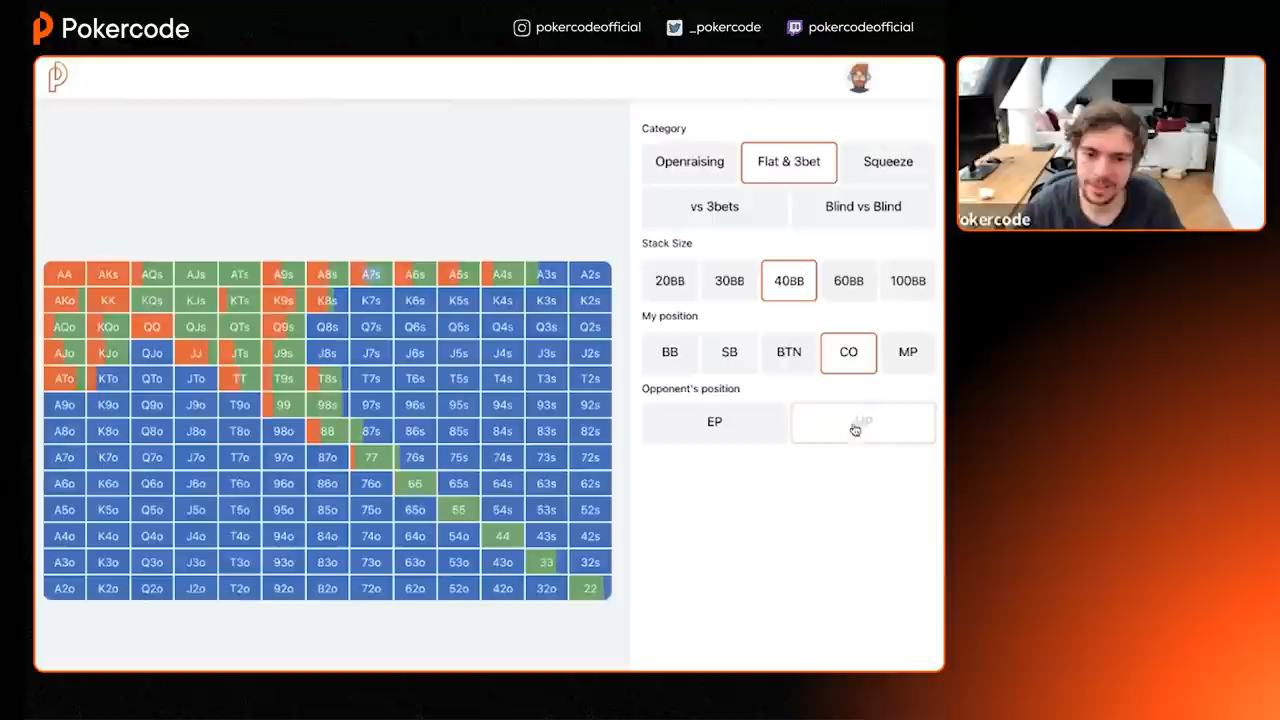 Pokercode
pokercodeofficial
_pokercode
pokercodeofficial
Category
Openraising
Flat & 3bet
Squeeze
vs 3bets
Blind vs Blind
Stack Size
20BB
30BB
40BB
60BB
100BB
My position
BB
SB
BTN
CO
MP
Opponent's position
EP
AA AKs AQs AJs ATs A9s A8s A7s A6s A5s A4s A3s A2s
AKo KK KQs KJs KTs K9s K8s K7s K6s K5s K4s K3s K2s
AQo KQo QQ QJs QTs Q9s Q8s Q7s Q6s Q5s Q4s Q3s Q2s
AJo KJo QJo JJ JTs J9s J8s J7s J6s J5s J4s J3s J2s
ATo KTo QTo JTo TT T9s T8s T7s T6s T5s T4s T3s T2s
A9o K9o Q9o J9o T9o 99 98s 97s 96s 95s 94s 93s 92s
A8o K8o Q8o J8o T8o 98o 88 87s 86s 85s 84s 83s 82s
A7o K7o Q7o J7o T7o 97o 87o 77 76s 75s 74s 73s 72s
A6o K6o Q6o J6o T6o 96o 86o 76o 66 65s 64s 63s 62s
A5o K5o Q5o J5o T5o 95o 85o 75o 65o 55 54s 53s 52s
A4o K4o Q4o J4o T4o 94o 84o 74o 64o 54o 44 43s 42s
A3o K3o Q3o J3o T3o 93o 83o 73o 63o 53o 43o 33 32s
A2o K2o Q2o J2o T2o 92o 82o 72o 62o 52o 42o 32o 22
okercode